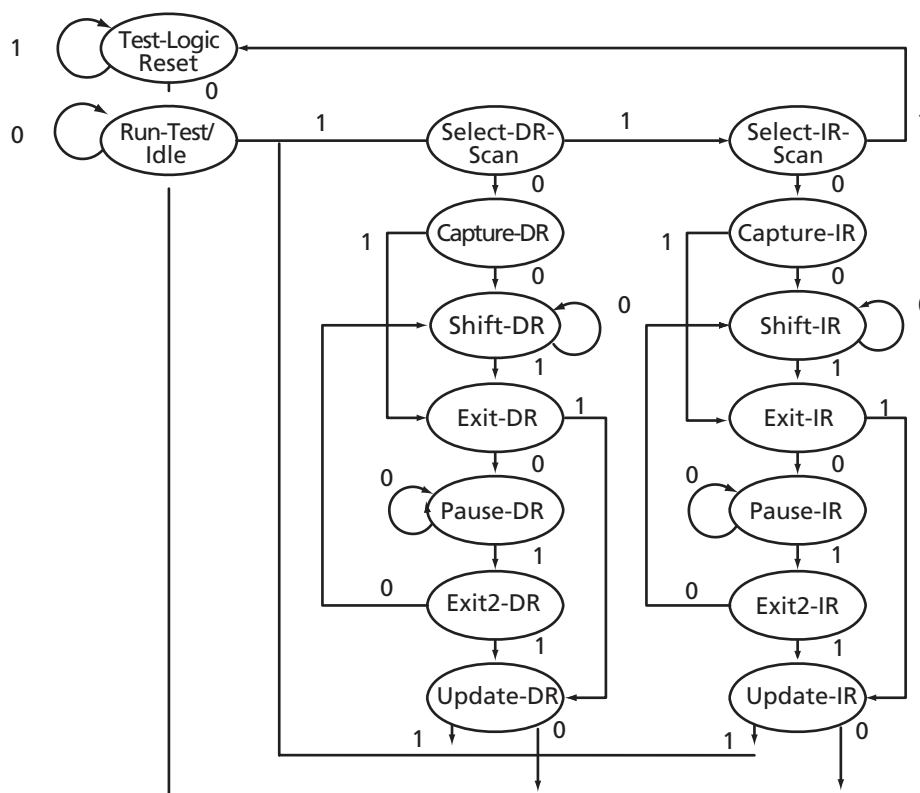 1
Test-Logic
Reset
0
0
Run-Test/
Idle
1
Select-DR-
Scan
1
Select-IR-
Scan
0
0
1
Capture-DR
1
Capture-IR
0
0
Shift-DR
0
Shift-IR
1
1
Exit-DR
1
Exit-IR
1
0
0
0
Pause-DR
0
Pause-IR
1
1
0
Exit2-DR
0
Exit2-IR
1
1
Update-DR
Update-IR
1
0
1
0